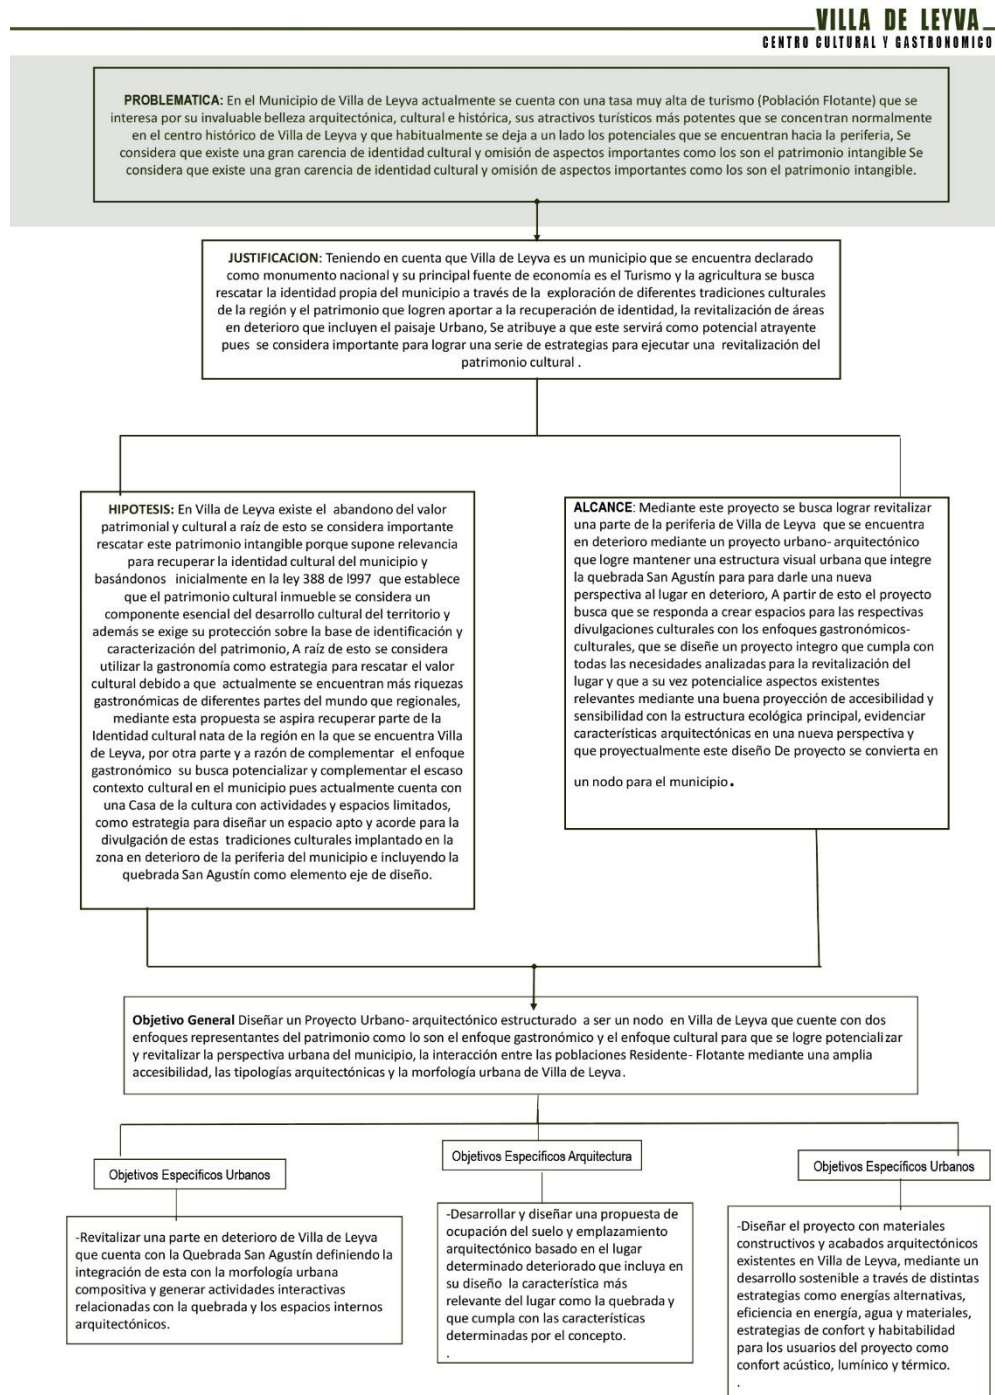 VILLA DE LEYVA
CENTRO CULTURAL Y GASTRONOMICO
PROBLEMATICA: En el Municipio de Villa de Leyva actualmente se cuenta con una tasa muy alta de turismo (Población Flotante) que se
interesa por su invaluable belleza arquitectónica, cultural e histórica, sus atractivos turísticos más potentes que se concentran normalmente
en el centro histórico de Villa de Leyva y que habitualmente se deja a un lado los potenciales que se encuentran hacia la periferia, Se
considera que existe una gran carencia de identidad cultural y omisión de aspectos importantes como los son el patrimonio intangible Se
considera que existe una gran carencia de identidad cultural y omisión de aspectos importantes como los son el patrimonio intangible.
JUSTIFICACION: Teniendo en cuenta que Villa de Leyva es un municipio que se encuentra declarado
como monumento nacional y su principal fuente de economía es el Turismo y la agricultura se busca
rescatar la identidad propia del municipio a través de la exploración de diferentes tradiciones culturales
de la región y el patrimonio que logren aportar a la recuperación de identidad, la revitalización de áreas
en deterioro que incluyen el paisaje Urbano, Se atribuye a que este servirá como potencial atrayente
pues se considera importante para lograr una serie de estrategias para ejecutar una revitalización del
patrimonio cultural .
HIPOTESIS: En Villa de Leyva existe el abandono del valor
patrimonial y cultural a raíz de esto se considera importante
rescatar este patrimonio intangible porque supone relevancia
para recuperar la identidad cultural del municipio y
basándonos inicialmente en la ley 388 de l997 que establece
que el patrimonio cultural inmueble se considera un
componente esencial del desarrollo cultural del territorio y
además se exige su protección sobre la base de identificación y
caracterización del patrimonio, A raíz de esto se considera
utilizar la gastronomía como estrategia para rescatar el valor
cultural debido a que actualmente se encuentran más riquezas
gastronómicas de diferentes partes del mundo que regionales,
mediante esta propuesta se aspira recuperar parte de la
Identidad cultural nata de la región en la que se encuentra Villa
de Leyva, por otra parte y a razón de complementar el enfoque
gastronómico su busca potencializar y complementar el escaso
contexto cultural en el municipio pues actualmente cuenta con
una Casa de la cultura con actividades y espacios limitados,
como estrategia para diseñar un espacio apto y acorde para la
divulgación de estas tradiciones culturales implantado en la
zona en deterioro de la periferia del municipio e incluyendo la
quebrada San Agustín como elemento eje de diseño.
ALCANCE: Mediante este proyecto se busca lograr revitalizar
una parte de la periferia de Villa de Leyva que se encuentra
en deterioro mediante un proyecto urbano- arquitectónico
que logre mantener una estructura visual urbana que integre
la quebrada San Agustín para para darle una nueva
perspectiva al lugar en deterioro, A partir de esto el proyecto
busca que se responda a crear espacios para las respectivas
divulgaciones culturales con los enfoques gastronómicos-
culturales, que se diseñe un proyecto integro que cumpla con
todas las necesidades analizadas para la revitalización del
lugar y que a su vez potencialice aspectos existentes
relevantes mediante una buena proyección de accesibilidad y
sensibilidad con la estructura ecológica principal, evidenciar
características arquitectónicas en una nueva perspectiva y
que proyectualmente este diseño De proyecto se convierta en
un nodo para el municipio.
Objetivo General Diseñar un Proyecto Urbano- arquitectónico estructurado a ser un nodo en Villa de Leyva que cuente con dos
enfoques representantes del patrimonio como lo son el enfoque gastronómico y el enfoque cultural para que se logre potencializar
y revitalizar la perspectiva urbana del municipio, la interacción entre las poblaciones Residente- Flotante mediante una amplia
accesibilidad, las tipologías arquitectónicas y la morfología urbana de Villa de Leyva.
Objetivos Específicos Urbanos
-Revitalizar una parte en deterioro de Villa de Leyva
que cuenta con la Quebrada San Agustín definiendo la
integración de esta con la morfología urbana
compositiva y generar actividades interactivas
relacionadas con la quebrada y los espacios internos
arquitectónicos.
Objetivos Específicos Arquitectura
-Desarrollar y diseñar una propuesta de
ocupación del suelo y emplazamiento
arquitectónico basado en el lugar
determinado deteriorado que incluya en
su diseño la característica más
relevante del lugar como la quebrada y
que cumpla con las características
determinadas por el concepto.
.
Objetivos Específicos Urbanos
-Diseñar el proyecto con materiales
constructivos y acabados arquitectónicos
existentes en Villa de Leyva, mediante un
desarrollo sostenible a través de distintas
estrategias como energías alternativas,
eficiencia en energía, agua y materiales,
estrategias de confort y habitabilidad
para los usuarios del proyecto como
confort acústico, lumínico y térmico.
.